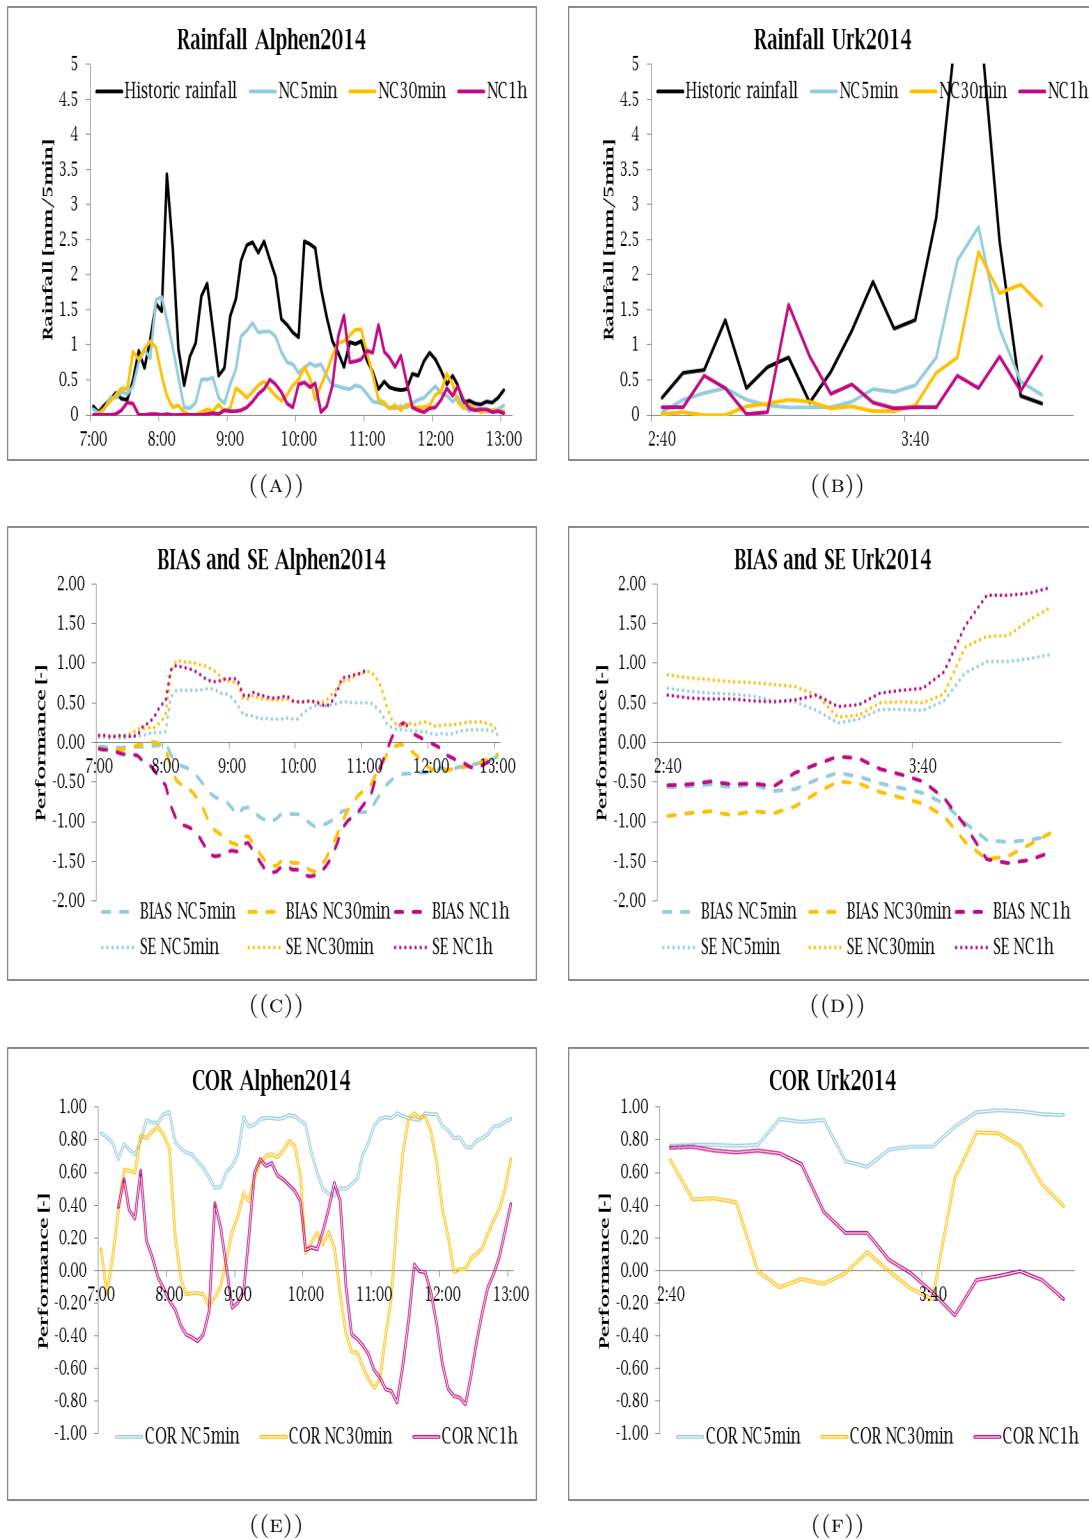 Rainfall Alphen2014
5
Historic rainfall NC5min NC30min NC1h
4.5
4
3.5
3
2.5
2
1.5
1
0.5
0
Rainfall [mm/5min]
7:00 8:00 9:00 10:00 11:00 12:00 13:00
((A))
Rainfall Urk2014
5
Historic rainfall NC5min NC30min NC1h
4.5
4
3.5
3
2.5
2
1.5
1
0.5
0
Rainfall [mm/5min]
2:40 3:40
((B))
BIAS and SE Alphen2014
2.00
1.50
1.00
0.50
0.00
-0.50
-1.00
-1.50
-2.00
Performance [-]
7:00 8:00 9:00 10:00 11:00 12:00 13:00
BIAS NC5min BIAS NC30min BIAS NC1h
SE NC5min SE NC30min SE NC1h
((C))
BIAS and SE Urk2014
2.00
1.50
1.00
0.50
0.00
-0.50
-1.00
-1.50
-2.00
Performance [-]
2:40 3:40
BIAS NC5min BIAS NC30min BIAS NC1h
SE NC5min SE NC30min SE NC1h
((D))
COR Alphen2014
1.00
0.80
0.60
0.40
0.20
0.00
-0.20
-0.40
-0.60
-0.80
-1.00
Performance [-]
7:00 8:00 9:00 10:00 11:00 12:00 13:00
COR NC5min COR NC30min COR NC1h
((E))
COR Urk2014
1.00
0.80
0.60
0.40
0.20
0.00
-0.20
-0.40
-0.60
-0.80
-1.00
Performance [-]
2:40 3:40
COR NC5min COR NC30min COR NC1h
((F))